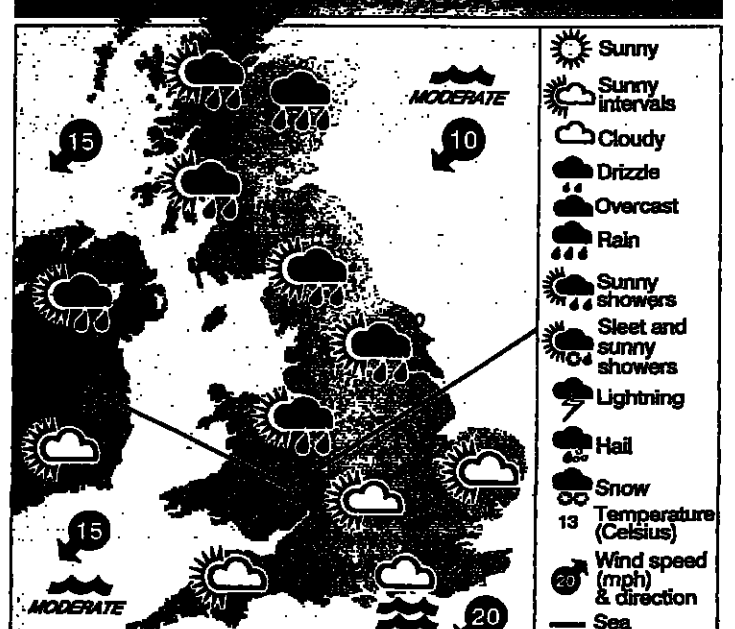 MODERATE
15
10
15
MODERATE
20
Sunny
Sunny
intervals
Cloudy
Drizzle
Overcast
Rain
Sunny
showers
Sleet and
sunny
showers
Lightning
Hail
Snow
13 Temperature
(Celsius)
20 Wind speed
(mph)
& direction
Sea